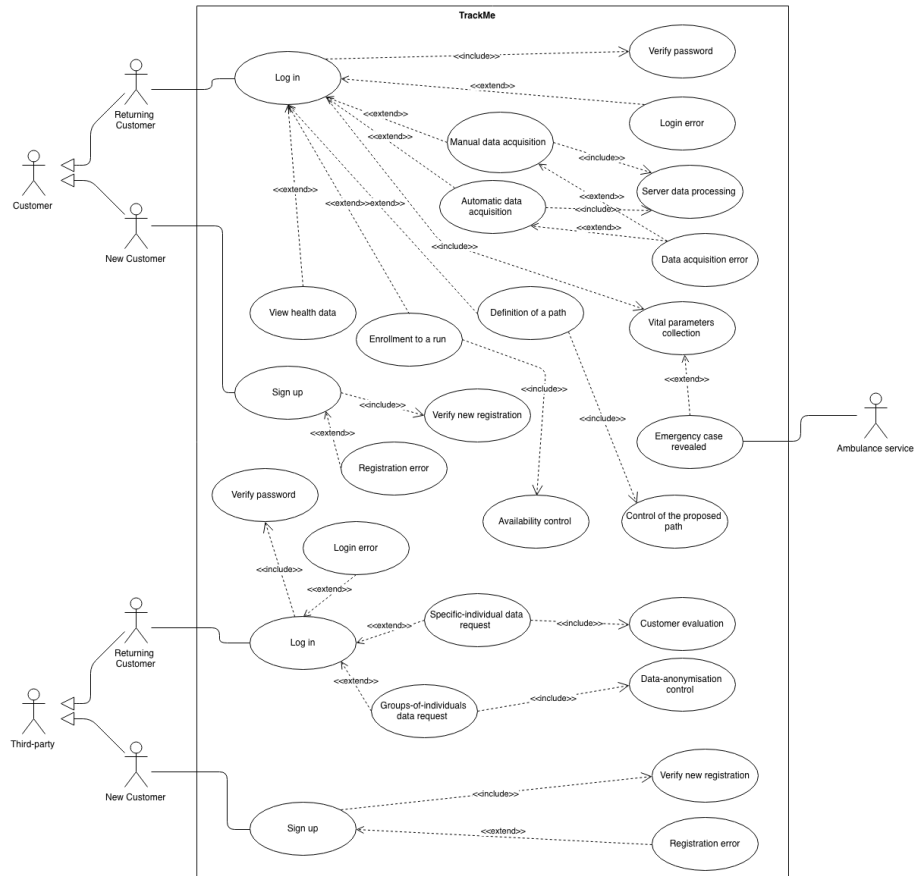 TrackMe
Verify password
<<include>>
Log in
<<extend>>
Login error
Returning
Customer
<<extend>>
<<extend>>
Manual data acquisition
<<include>>
Customer
<<extend>>
Server data processing
<<extend>>
Automatic data
acquisition
<<include>>
<<extend>><<extend>>
<<extend>>
New Customer
<<include>>
Data acquisition error
View health data
Definition of a path
Vital parameters
collection
Enrollment to a run
<<extend>>
Sign up
<<include>>
<<include>>
Verify new registration
<<include>>
<<extend>>
Emergency case
revealed
Ambulance service
Registration error
Verify password
Availability control
Control of the proposed
path
Login error
<<include>>
<<extend>>
Specific-individual data
request
<<extend>>
<<include>>
Customer evaluation
Returning
Customer
Log in
<<extend>>
Data-anonymisation
control
<<include>>
Groups-of-individuals
data request
Third-party
Verify new registration
<<include>>
New Customer
Sign up
<<extend>>
Registration error